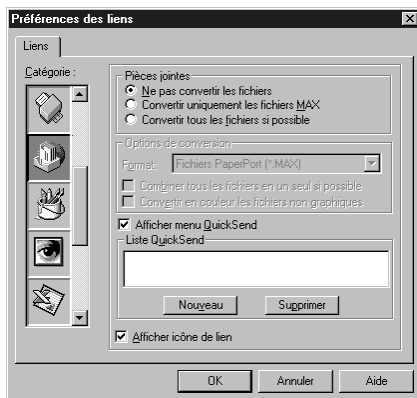 Préférences des liens
Liens
Catégorie :
Pièces jointes
Ne pas convertir les fichiers
Convertir uniquement les fichiers MAX
Convertir tous les fichiers si possible
Options de conversion
Format: Fichiers PaperPort (*.MAX)
Combiner tous les fichiers en un seul si possible
Convertir en couleur les fichiers non graphiques
Afficher menu QuickSend
Liste QuickSend
Nouveau Supprimer
Afficher icône de lien
OK Annuler Aide